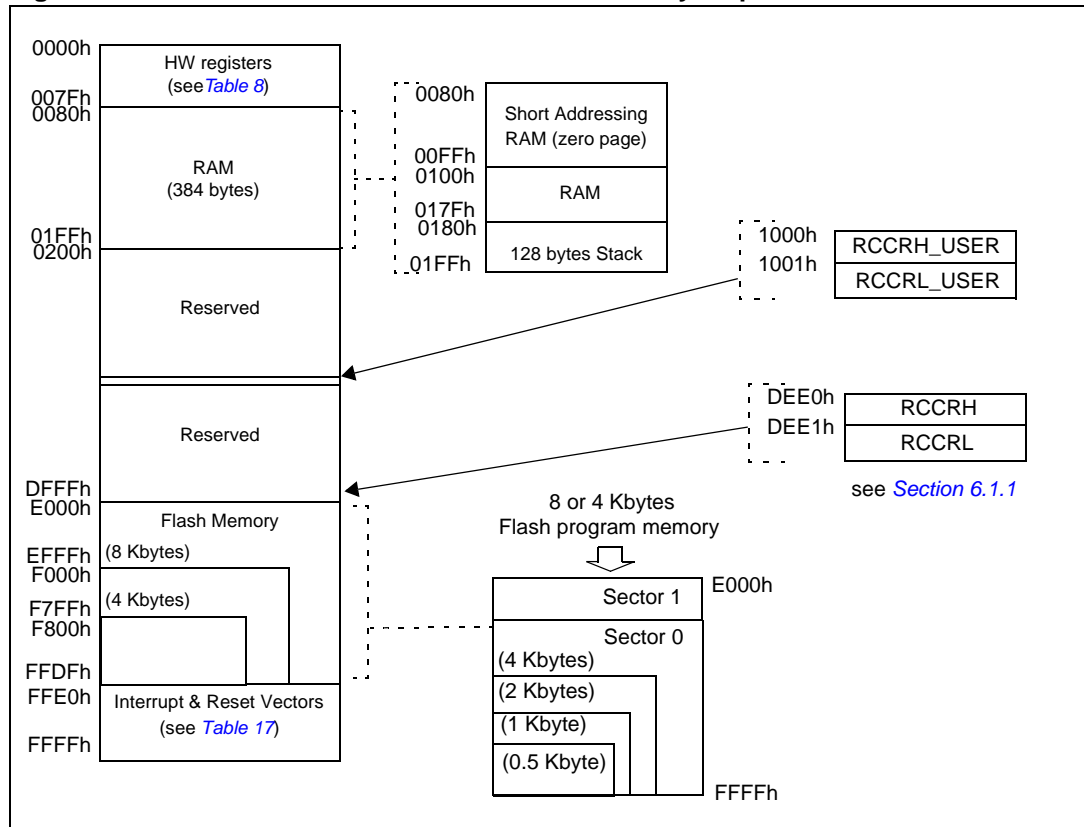 0000h
HW registers
(see Table 8)
007Fh
0080h
RAM
(384 bytes)
01FFh
0200h
Reserved
Reserved
DFFFh
E000h
Flash Memory
(8 Kbytes)
EFFFh
F000h
(4 Kbytes)
F7FFh
F800h
FFDFh
FFE0h
Interrupt & Reset Vectors
(see Table 17)
FFFFh
0080h
Short Addressing
RAM (zero page)
00FFh
0100h
RAM
017Fh
0180h
128 bytes Stack
01FFh
1000h
RCCRH_USER
1001h
RCCRL_USER
DEE0h
RCCRH
DEE1h
RCCRL
see Section 6.1.1
8 or 4 Kbytes
Flash program memory
Sector 1
E000h
Sector 0
(4 Kbytes)
(2 Kbytes)
(1 Kbyte)
(0.5 Kbyte)
FFFFh